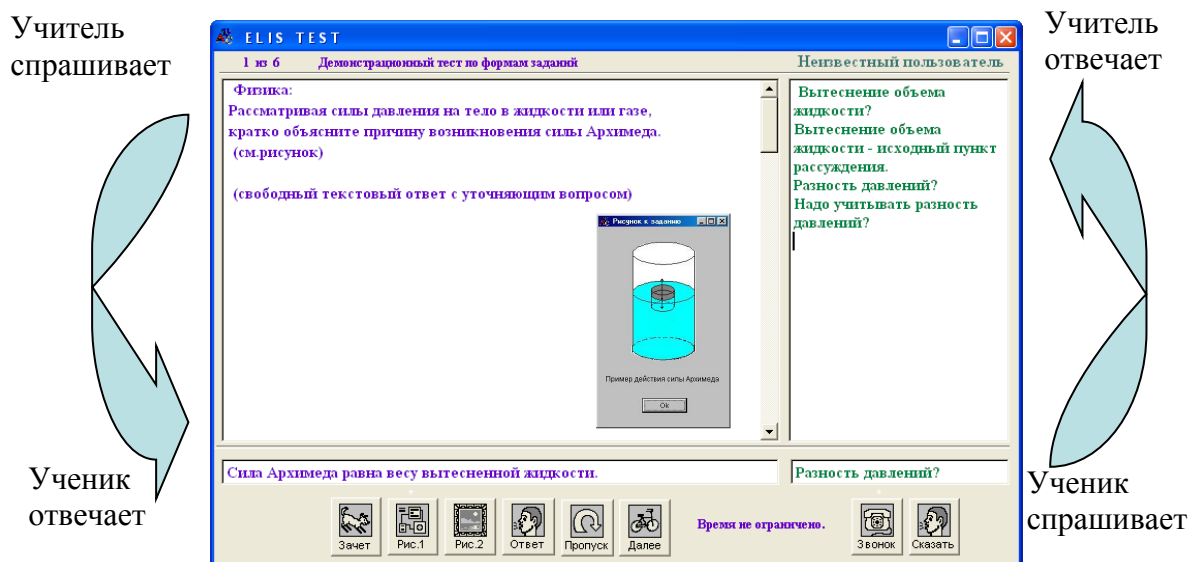 Учитель
спрашивает
Учитель
отвечает
ELIS TEST
1 из 6 Демонстрационный тест по формам заданий Неизвестный пользователь
Физика:
Рассматривая силы давления на тело в жидкости или газе,
кратко объясните причину возникновения силы Архимеда.
(см.рисунок)
(свободный текстовый ответ с уточняющим вопросом)
Рисунок к заданию
Пример действия силы Архимеда
Ok
Вытеснение объема
жидкости?
Вытеснение объема
жидкости - исходный пункт
рассуждения.
Разность давлений?
Надо учитывать разность
давлений?
Сила Архимеда равна весу вытесненной жидкости.
Разность давлений?
Зачет Рис.1 Рис.2 Ответ Пропуск Далее
Время не ограничено.
Звонок Сказать
Ученик
отвечает
Ученик
спрашивает